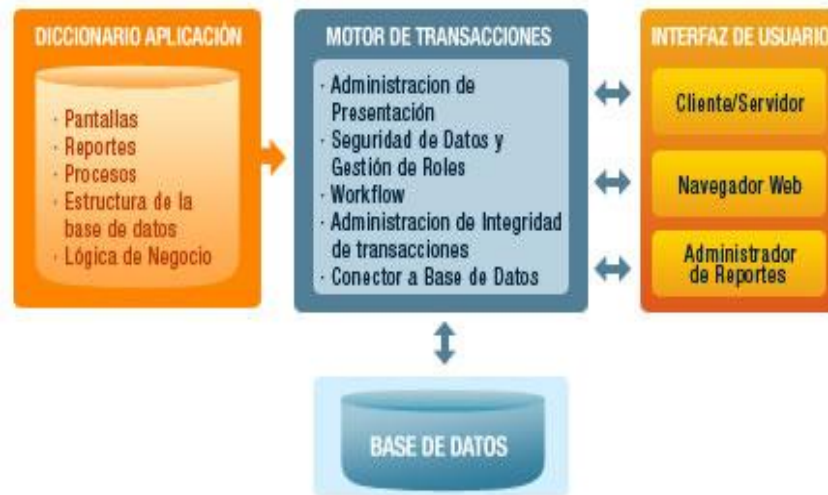 DICCIONARIO APLICACIÓN
· Pantallas
· Reportes
· Procesos
· Estructura de la
base de datos
· Lógica de Negocio
MOTOR DE TRANSACCIONES
· Administracion de
Presentación
· Seguridad de Datos y
Gestión de Roles
· Workflow
· Administracion de Integridad
de transacciones
· Conector a Base de Datos
INTERFAZ DE USUARIO
Cliente/Servidor
Navegador Web
Administrador
de Reportes
BASE DE DATOS